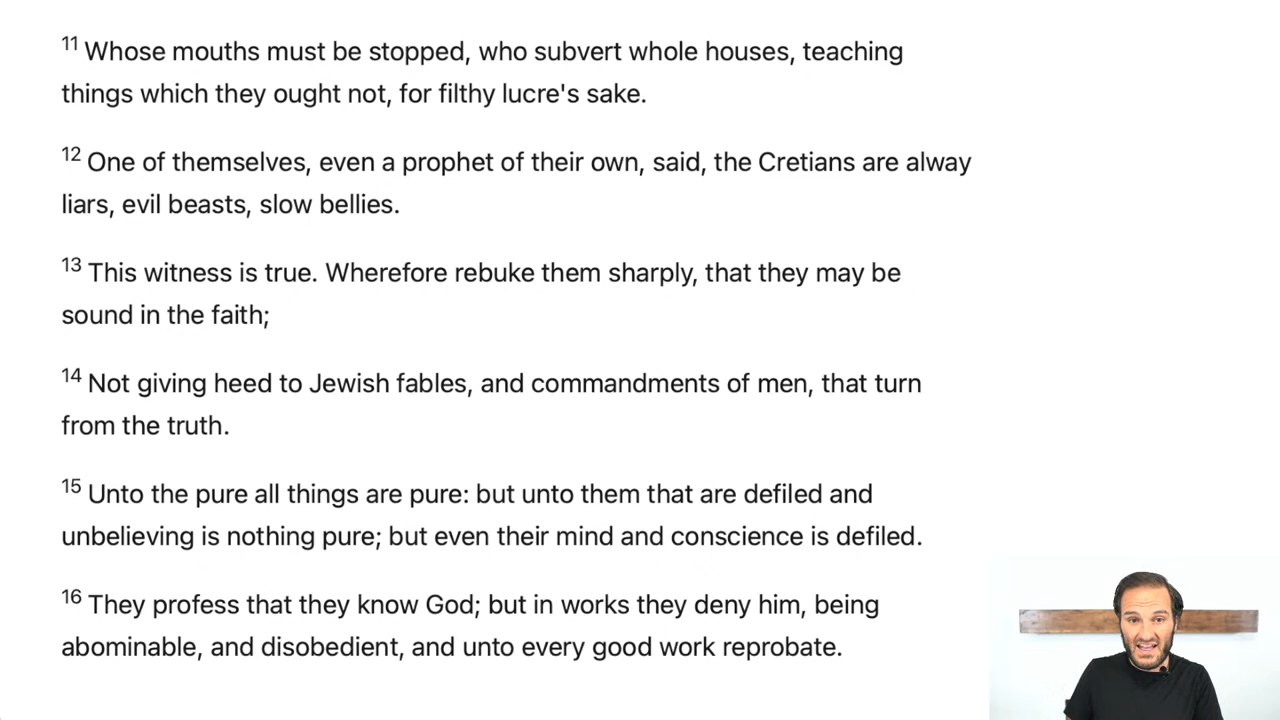 11 Whose mouths must be stopped, who subvert whole houses, teaching
things which they ought not, for filthy lucre's sake.
12 One of themselves, even a prophet of their own, said, the Cretians are alway
liars, evil beasts, slow bellies.
13 This witness is true. Wherefore rebuke them sharply, that they may be
sound in the faith;
14 Not giving heed to Jewish fables, and commandments of men, that turn
from the truth.
15 Unto the pure all things are pure: but unto them that are defiled and
unbelieving is nothing pure; but even their mind and conscience is defiled.
16 They profess that they know God; but in works they deny him, being
abominable, and disobedient, and unto every good work reprobate.